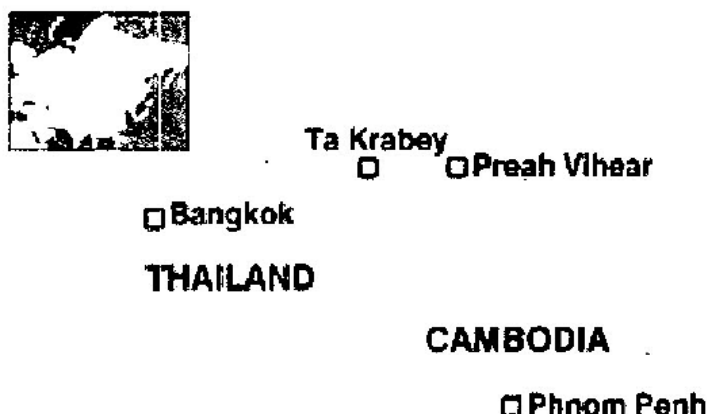 Ta Krabey
Preah Vihear
Bangkok
THAILAND
CAMBODIA
Phnom Penh